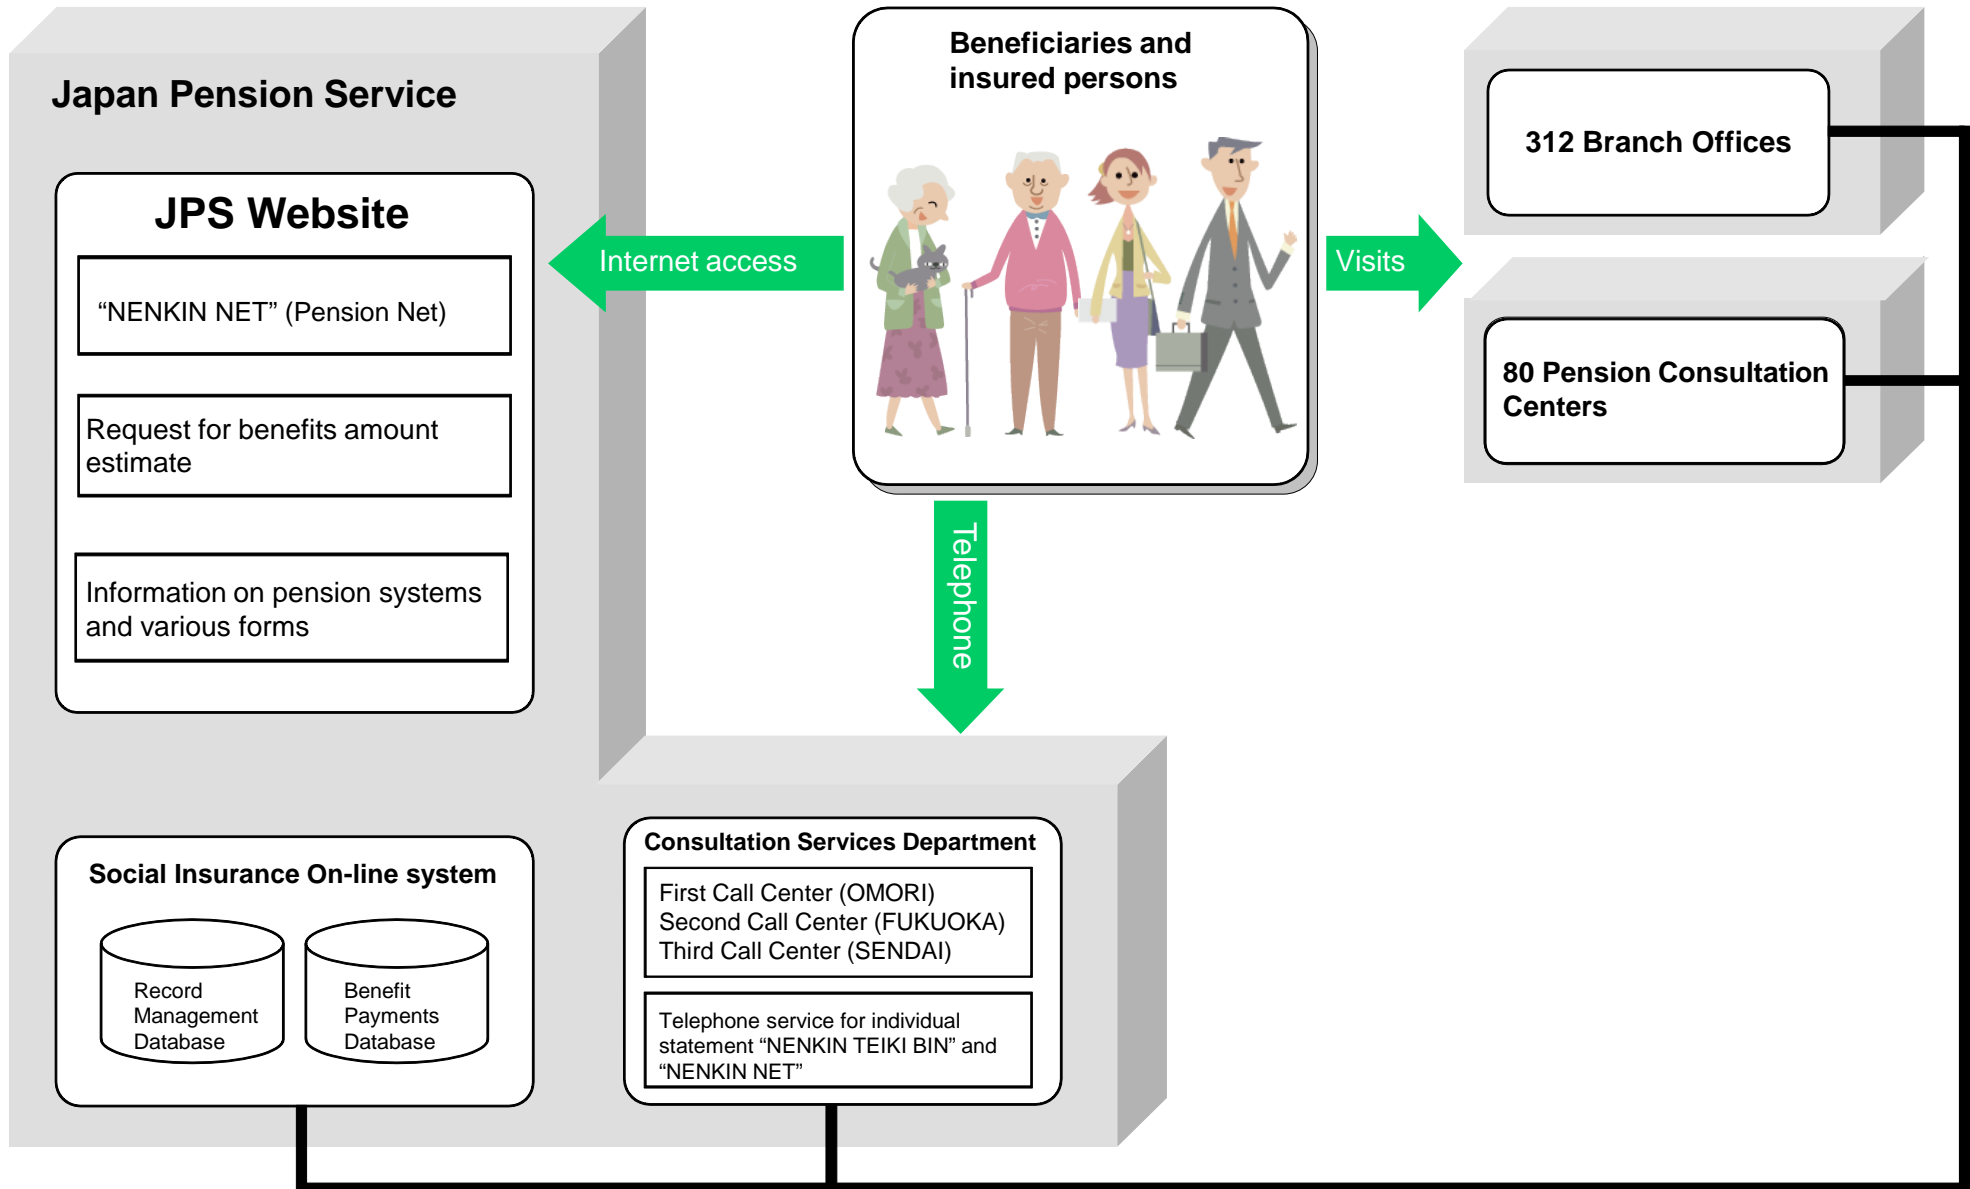 Japan Pension Service
JPS Website
“NENKIN NET” (Pension Net)
Request for benefits amount
estimate
Information on pension systems
and various forms
Internet access
Beneficiaries and
insured persons
Visits
312 Branch Offices
80 Pension Consultation
Centers
Telephone
Social Insurance On-line system
Record
Management
Database
Benefit
Payments
Database
Consultation Services Department
First Call Center (OMORI)
Second Call Center (FUKUOKA)
Third Call Center (SENDAI)
Telephone service for individual
statement “NENKIN TEIKI BIN” and
“NENKIN NET”